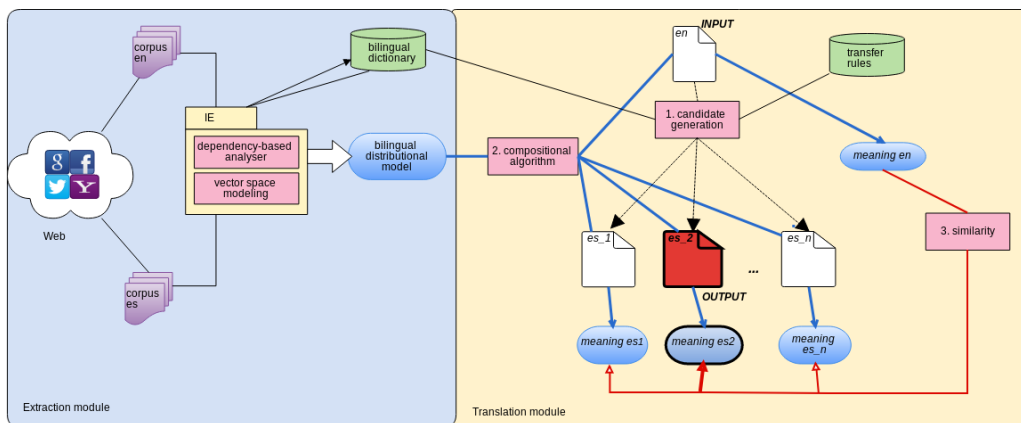 corpus
en
IE
dependency-based
analyser
vector space
modeling
g f
Y
Web
corpus
es
bilingual
dictionary
bilingual
distributional
model
Extraction module
INPUT
en
transfer
rules
1. candidate
generation
2. compositional
algorithm
meaning en
3. similarity
es_1
es_2
es_n
...
OUTPUT
meaning es1
meaning es2
meaning
es_n
Translation module